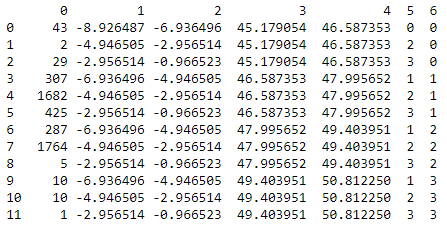 0 1 2 3 4 5 6
0 43 -8.926487 -6.936496 45.179054 46.587353 0 0
1 2 -4.946505 -2.956514 45.179054 46.587353 2 0
2 29 -2.956514 -0.966523 45.179054 46.587353 3 0
3 307 -6.936496 -4.946505 46.587353 47.995652 1 1
4 1682 -4.946505 -2.956514 46.587353 47.995652 2 1
5 425 -2.956514 -0.966523 46.587353 47.995652 3 1
6 287 -6.936496 -4.946505 47.995652 49.403951 1 2
7 1764 -4.946505 -2.956514 47.995652 49.403951 2 2
8 5 -2.956514 -0.966523 47.995652 49.403951 3 2
9 10 -6.936496 -4.946505 49.403951 50.812250 1 3
10 10 -4.946505 -2.956514 49.403951 50.812250 2 3
11 1 -2.956514 -0.966523 49.403951 50.812250 3 3